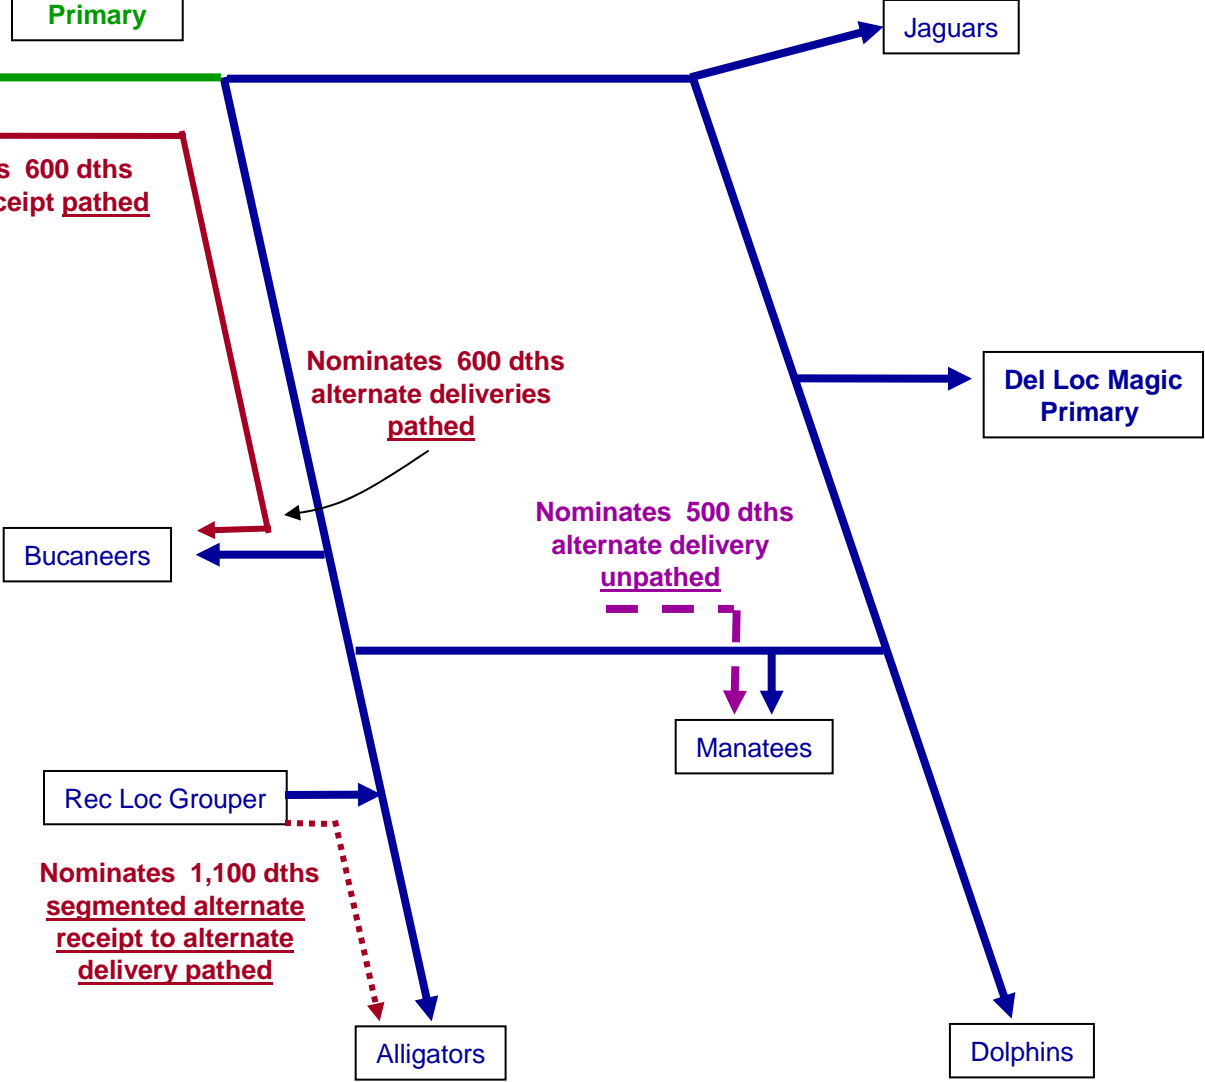 Primary
Jaguars
s 600 dths
ceipt pathed
Nominates 600 dths
alternate deliveries
pathed
Del Loc Magic
Primary
Nominates 500 dths
alternate delivery
unpathed
Bucaneers
Manatees
Rec Loc Grouper
Nominates 1,100 dths
segmented alternate
receipt to alternate
delivery pathed
Alligators
Dolphins